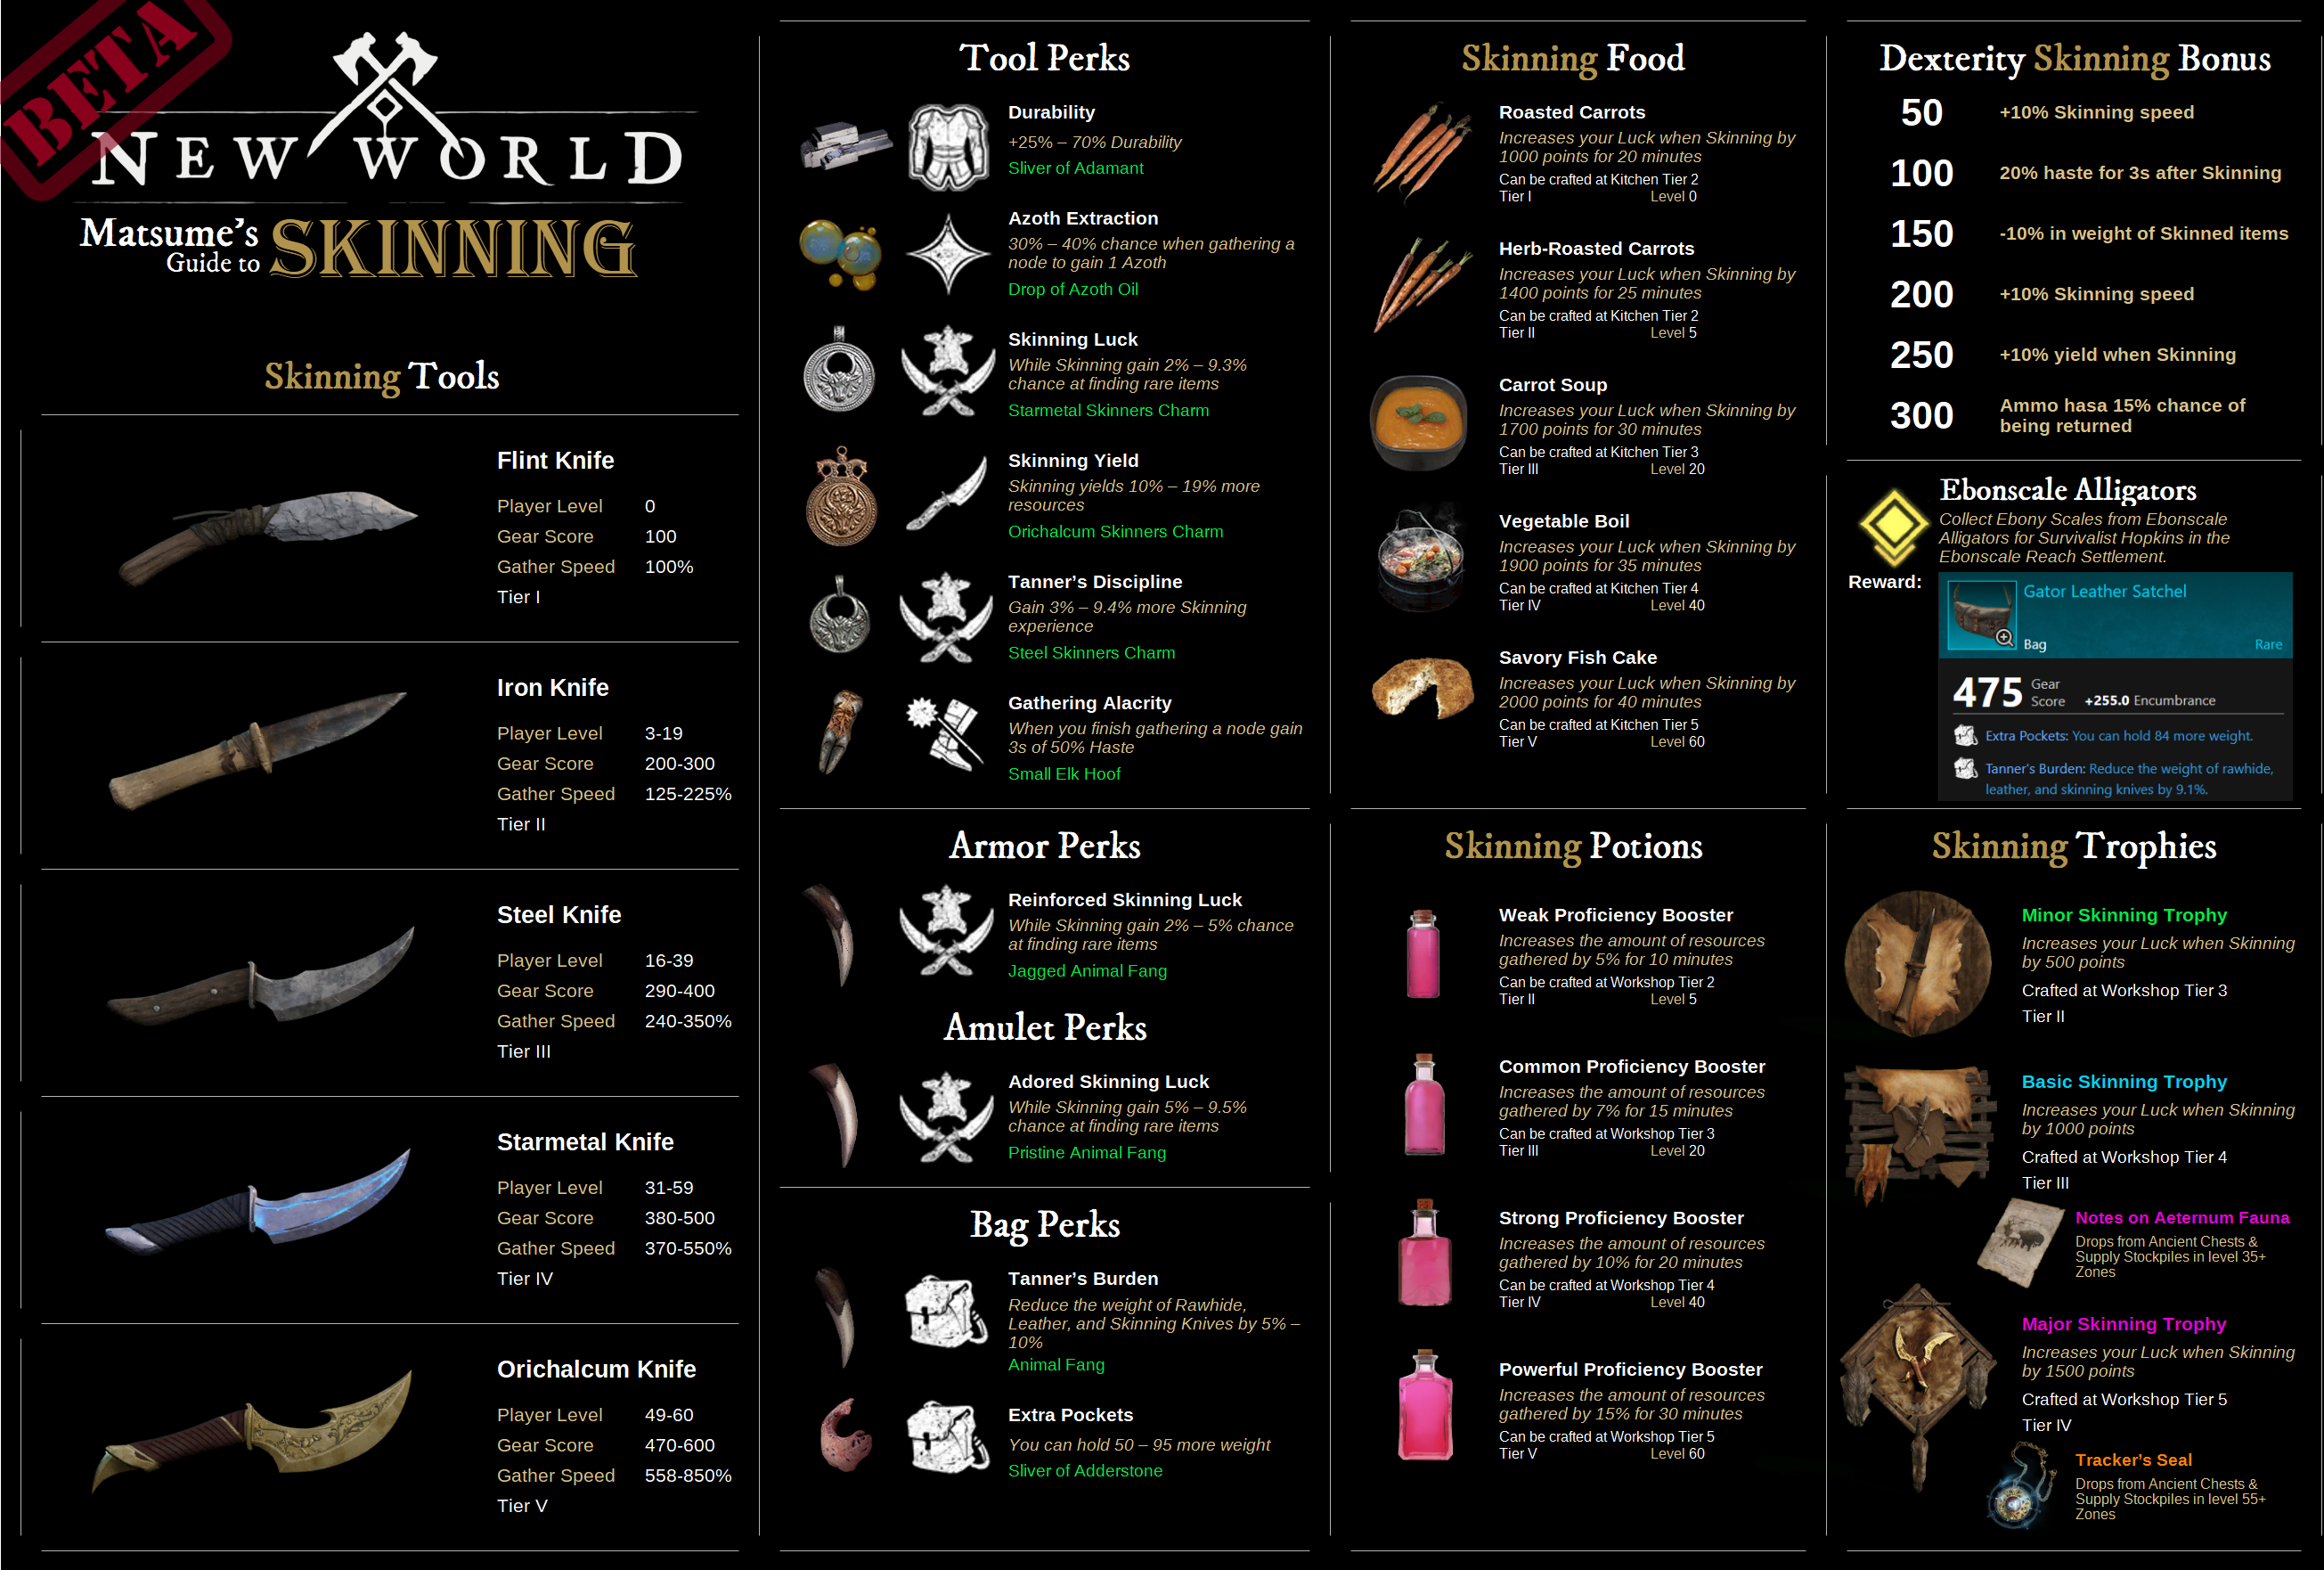 BETA
NEW WORLD
Matsume's
Guide to
SKINNING
Skinning Tools
Flint Knife
Player Level 0
Gear Score 100
Gather Speed 100%
Tier I
Iron Knife
Player Level 3-19
Gear Score 200-300
Gather Speed 125-225%
Tier II
Steel Knife
Player Level 16-39
Gear Score 290-400
Gather Speed 240-350%
Tier III
Starmetal Knife
Player Level 31-59
Gear Score 380-500
Gather Speed 370-550%
Tier IV
Orichalcum Knife
Player Level 49-60
Gear Score 470-600
Gather Speed 558-850%
Tier V
Tool Perks
Durability
+25% – 70% Durability
Sliver of Adamant
Azoth Extraction
30% – 40% chance when gathering a
node to gain 1 Azoth
Drop of Azoth Oil
Skinning Luck
While Skinning gain 2% – 9.3%
chance at finding rare items
Starmetal Skinners Charm
Skinning Yield
Skinning yields 10% – 19% more
resources
Orichalcum Skinners Charm
Tanner's Discipline
Gain 3% – 9.4% more Skinning
experience
Steel Skinners Charm
Gathering Alacrity
When you finish gathering a node gain
3s of 50% Haste
Small Elk Hoof
Armor Perks
Reinforced Skinning Luck
While Skinning gain 2% – 5% chance
at finding rare items
Jagged Animal Fang
Amulet Perks
Adored Skinning Luck
While Skinning gain 5% – 9.5%
chance at finding rare items
Pristine Animal Fang
Bag Perks
Tanner's Burden
Reduce the weight of Rawhide,
Leather, and Skinning Knives by 5% –
10%
Animal Fang
Extra Pockets
You can hold 50 – 95 more weight
Sliver of Adderstone
Skinning Food
Roasted Carrots
Increases your Luck when Skinning by
1000 points for 20 minutes
Can be crafted at Kitchen Tier 2
Tier I Level 0
Herb-Roasted Carrots
Increases your Luck when Skinning by
1400 points for 25 minutes
Can be crafted at Kitchen Tier 2
Tier II Level 5
Carrot Soup
Increases your Luck when Skinning by
1700 points for 30 minutes
Can be crafted at Kitchen Tier 3
Tier III Level 20
Vegetable Boil
Increases your Luck when Skinning by
1900 points for 35 minutes
Can be crafted at Kitchen Tier 4
Tier IV Level 40
Savory Fish Cake
Increases your Luck when Skinning by
2000 points for 40 minutes
Can be crafted at Kitchen Tier 5
Tier V Level 60
Skinning Potions
Weak Proficiency Booster
Increases the amount of resources
gathered by 5% for 10 minutes
Can be crafted at Workshop Tier 2
Tier II Level 5
Common Proficiency Booster
Increases the amount of resources
gathered by 7% for 15 minutes
Can be crafted at Workshop Tier 3
Tier III Level 20
Strong Proficiency Booster
Increases the amount of resources
gathered by 10% for 20 minutes
Can be crafted at Workshop Tier 4
Tier IV Level 40
Powerful Proficiency Booster
Increases the amount of resources
gathered by 15% for 30 minutes
Can be crafted at Workshop Tier 5
Tier V Level 60
Dexterity Skinning Bonus
50 +10% Skinning speed
100 20% haste for 3s after Skinning
150 -10% in weight of Skinned items
200 +10% Skinning speed
250 +10% yield when Skinning
300 Ammo hasa 15% chance of
being returned
Ebonscale Alligators
Collect Ebony Scales from Ebonscale
Alligators for Survivalist Hopkins in the
Ebonscale Reach Settlement.
Reward:
Gator Leather Satchel
Bag Rare
475 Gear
Score +255.0 Encumbrance
Extra Pockets: You can hold 84 more weight.
Tanner's Burden: Reduce the weight of rawhide,
leather, and skinning knives by 9.1%.
Skinning Trophies
Minor Skinning Trophy
Increases your Luck when Skinning
by 500 points
Crafted at Workshop Tier 3
Tier II
Basic Skinning Trophy
Increases your Luck when Skinning
by 1000 points
Crafted at Workshop Tier 4
Tier III
Notes on Aeternum Fauna
Drops from Ancient Chests &
Supply Stockpiles in level 35+
Zones
Major Skinning Trophy
Increases your Luck when Skinning
by 1500 points
Crafted at Workshop Tier 5
Tier IV
Tracker's Seal
Drops from Ancient Chests &
Supply Stockpiles in level 55+
Zones